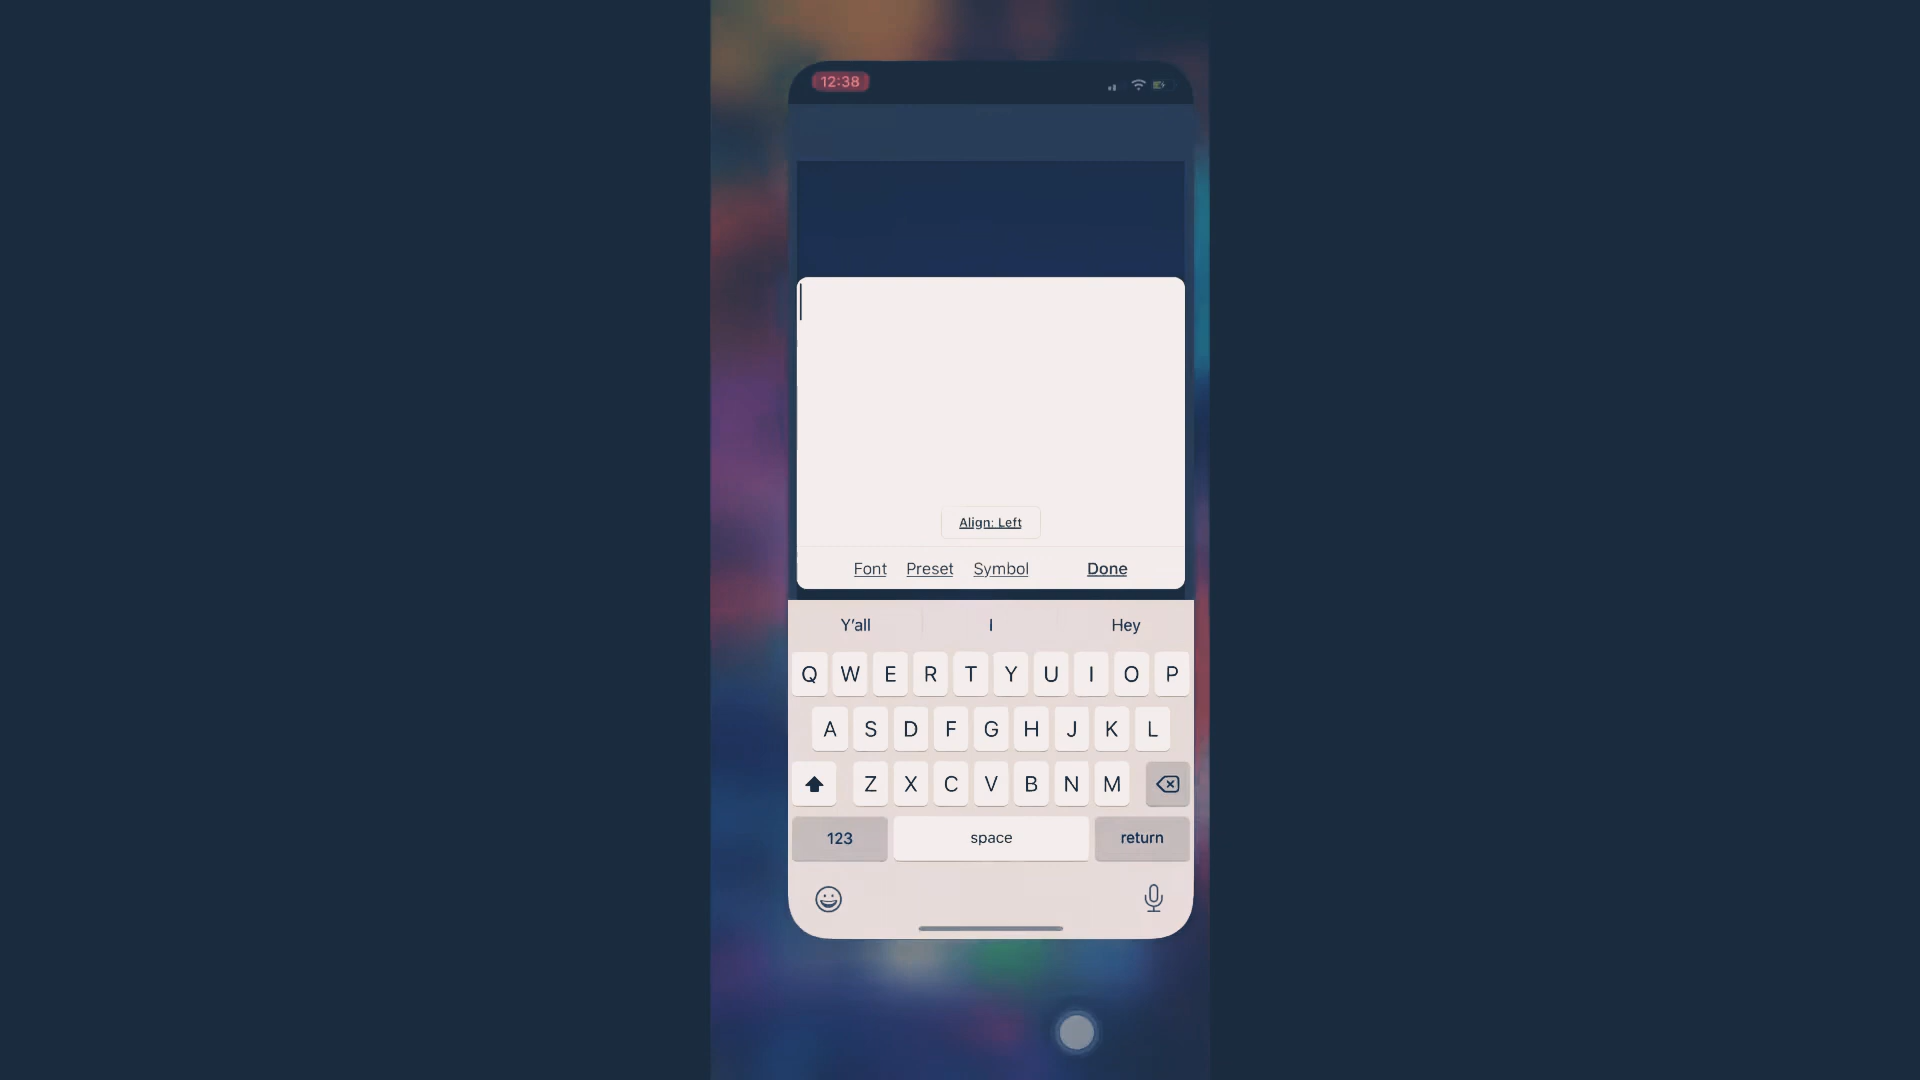 12:38
Align: Left
Font Preset Symbol Done
Y'all I Hey
Q W E R T Y U I O P
A S D F G H J K L
Z X C V B N M
123 space return